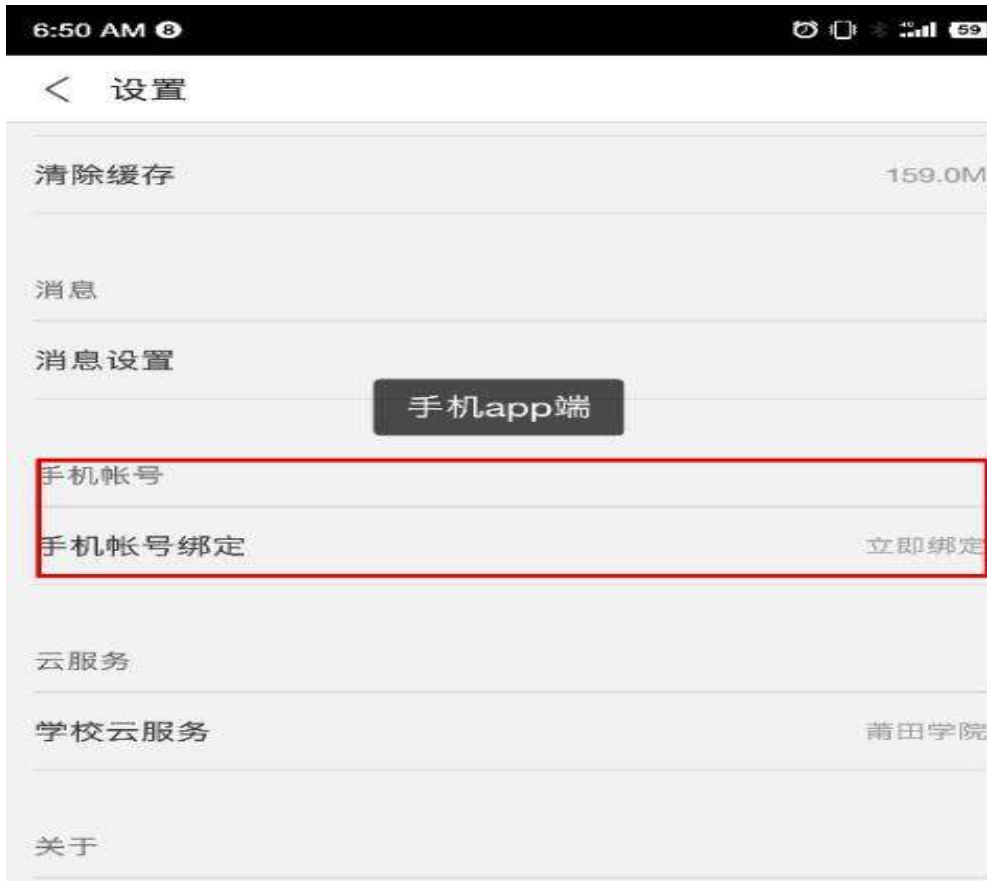 6:50 AM 8
59
设置
清除缓存 159.0M
消息
消息设置
手机app端
手机帐号
手机帐号绑定 立即绑定
云服务
学校云服务 莆田学院
关于